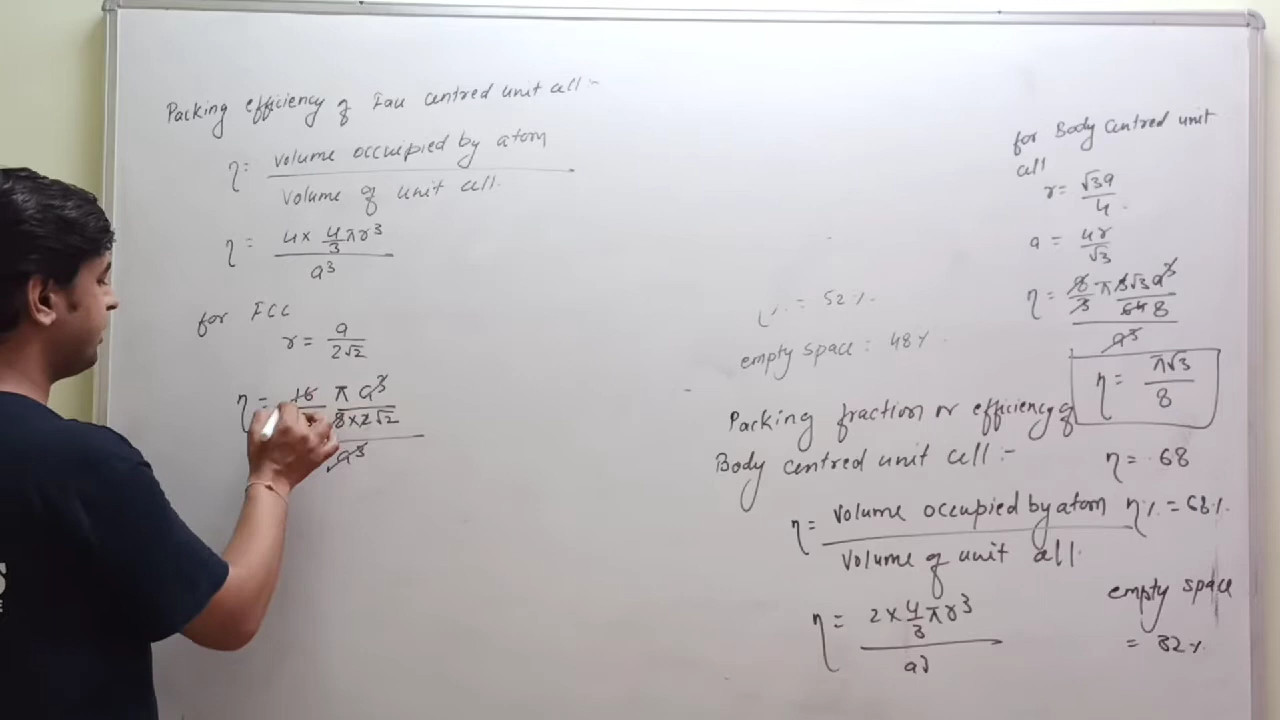 Packing efficiency of Face centred unit cell :-
η = volume occupied by atom / volume of unit cell.
η = 4 × 4/3 πr³ / a³
for FCC
r = a / 2√2
η = 16 π a³ / 8×2√2 / a³
% = 52%.
empty space = 48%.
for Body centred unit
cell
r = √3a / 4.
a = 4r / √3
η = 8/3 π 3√3a³ / 64 8 / a³
η = π√3 / 8
Packing fraction or efficiency of
Body centred unit cell :-
η = .68
η = volume occupied by atom / volume of unit cell.
η% = 68%.
η = 2 × 4/3 πr³ / a3
empty space
= 32%.
S
E